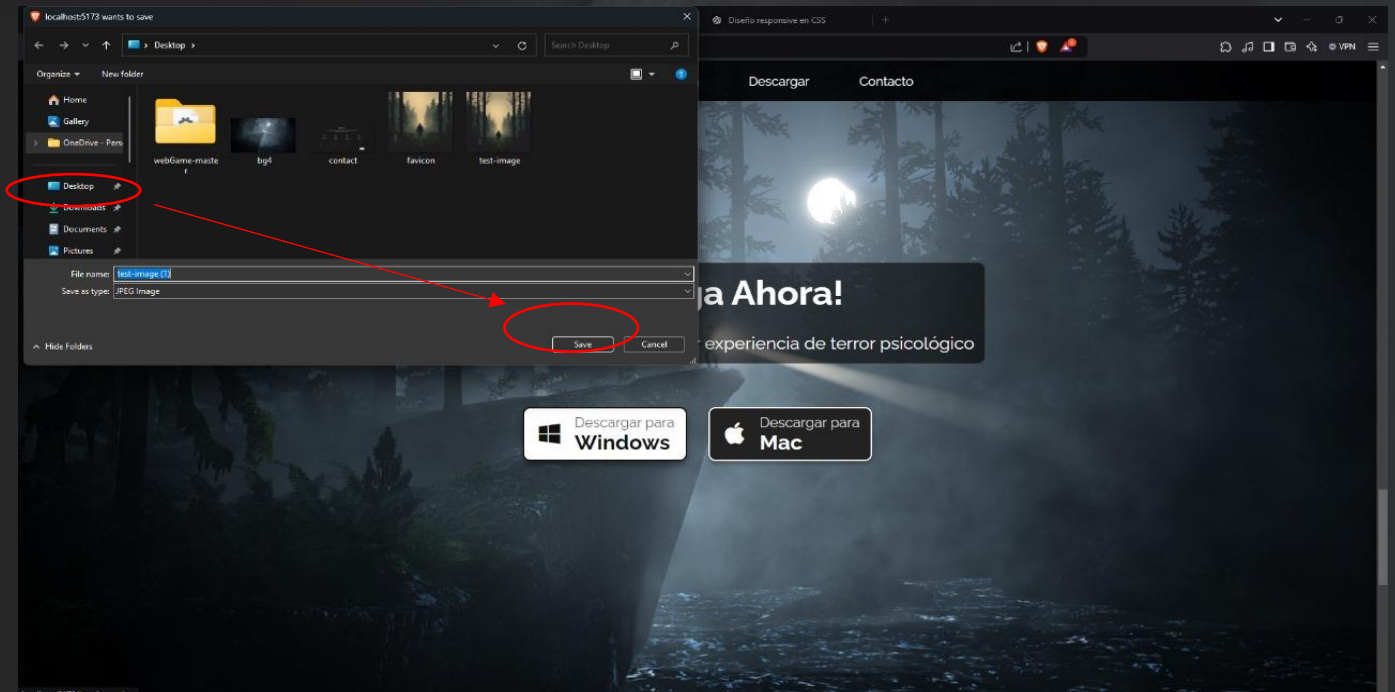 localhost:5173 wants to save
Diseño responsive en CSS
Desktop
Search Desktop
VPN
Organize
New folder
Descargar
Contacto
Home
Gallery
OneDrive - Pers
webGame-maste
r
bg4
contact
favicon
test-image
Desktop
Downloads
Documents
Pictures
File name: test-image (1)
Save as type: JPEG Image
a Ahora!
experiencia de terror psicológico
Hide Folders
Save
Cancel
Descargar para
Windows
Descargar para
Mac